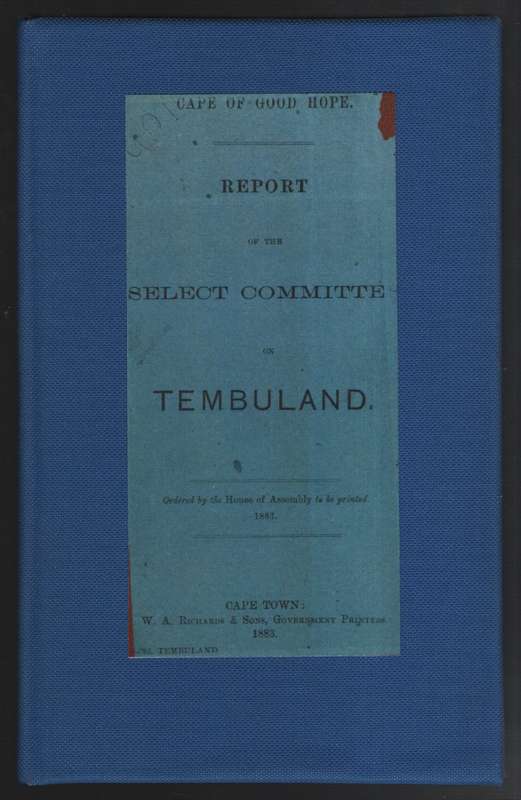 CAPE OF GOOD HOPE.
REPORT
OF THE
SELECT COMMITTE
ON
TEMBULAND.
Ordered by the House of Assembly to be printed.
1883.
CAPE TOWN:
W. A. RICHARDS & SONS, GOVERNMENT PRINTERS.
1883.
TEMBULAND